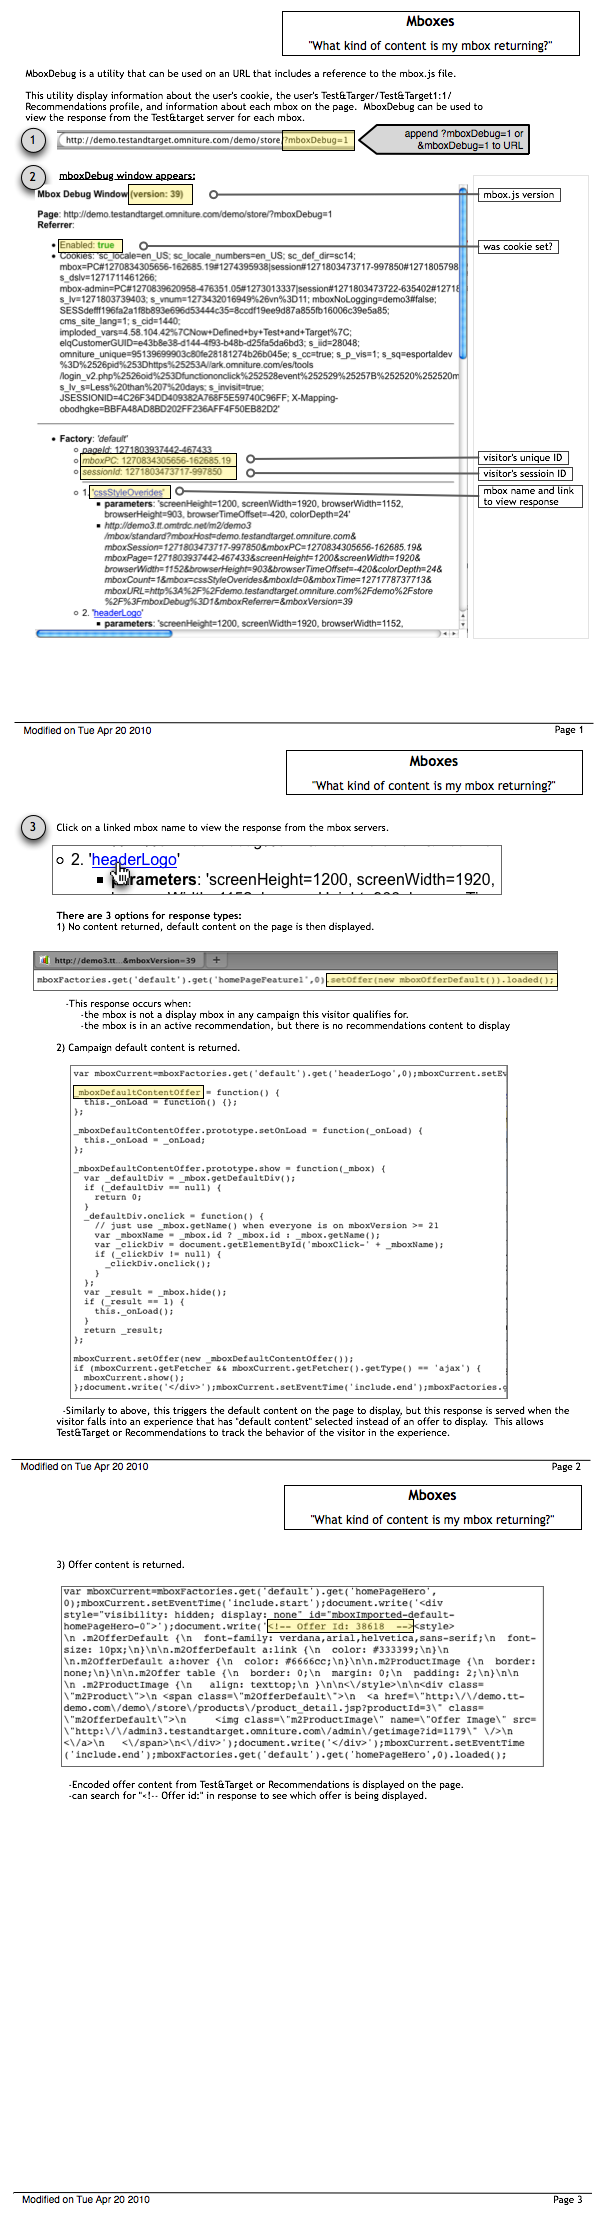 Mboxes
"What kind of content is my mbox returning?"
MboxDebug is a utility that can be used on an URL that includes a reference to the mbox.js file.
This utility display information about the user's cookie, the user's Test&Targer/Test&Target1:1/
Recommendations profile, and information about each mbox on the page. MboxDebug can be used to
view the response from the Test&target server for each mbox.
1
http://demo.testandtarget.omniture.com/demo/store/?mboxDebug=1
append ?mboxDebug=1 or
&mboxDebug=1 to URL
2
mboxDebug window appears:
Mbox Debug Window (version: 39)
mbox.js version
Page: http://demo.testandtarget.omniture.com/demo/store/?mboxDebug=1
Referrer:
• Enabled: true
was cookie set?
• Cookies: 'sc_locale=en_US; sc_locale_numbers=en_US; sc_def_dir=sc14;
mbox=PC#1270834305656-162685.19#1274395938|session#1271803473717-997850#1271805798
s_dslv=1271711461266;
mbox-admin=PC#1270839620958-476351.05#1273013337|session#1271803473722-635402#12718
s_lv=1271803739403; s_vnum=1273432016949%26vn%3D11; mboxNoLogging=demo3#false;
SESSdefff196fa2a1f8b893e696d53444c35=8ccdf19ee9d87a855fb16006c39e5a85;
cms_site_lang=1; s_cid=1440;
imploded_vars=4.58.104.42%7CNow+Defined+by+Test+and+Target%7C;
elqCustomerGUID=e43b8e38-d144-4f93-b48b-d25fa5da6bd3; s_iid=28048;
omniture_unique=95139699903c80fe28181274b26b045e; s_cc=true; s_p_vis=1; s_sq=esportaldev
%3D%2526pid%253Dhttps%25253A//ark.omniture.com/es/tools
/login_v2.php%2526oid%253Dfunctiononclick%252528event%252529%25257B%252520%252520m
s_lv_s=Less%20than%207%20days; s_invisit=true;
JSESSIONID=4C26F34DD409382A768F5E59740C96FF; X-Mapping-
obodhgke=BBFA48AD8BD202FF236AFF4F50EB82D2'
• Factory: 'default'
pageId: 1271803937442-467433
mboxPC: 1270834305656-162685.19
visitor's unique ID
sessionId: 1271803473717-997850
visitor's sessioin ID
1. 'cssStyleOverides'
mbox name and link
to view response
▪ parameters: 'screenHeight=1200, screenWidth=1920, browserWidth=1152,
browserHeight=903, browserTimeOffset=-420, colorDepth=24'
▪ http://demo3.tt.omtrdc.net/m2/demo3
/mbox/standard?mboxHost=demo.testandtarget.omniture.com&
mboxSession=1271803473717-997850&mboxPC=1270834305656-162685.19&
mboxPage=1271803937442-467433&screenHeight=1200&screenWidth=1920&
browserWidth=1152&browserHeight=903&browserTimeOffset=-420&colorDepth=24&
mboxCount=1&mbox=cssStyleOverides&mboxId=0&mboxTime=1271778737713&
mboxURL=http%3A%2F%2Fdemo.testandtarget.omniture.com%2Fdemo%2Fstore
%2F%3FmboxDebug%3D1&mboxReferrer=&mboxVersion=39
2. 'headerLogo'
▪ parameters: 'screenHeight=1200, screenWidth=1920, browserWidth=1152,
Modified on Tue Apr 20 2010
Page 1
Mboxes
"What kind of content is my mbox returning?"
3
Click on a linked mbox name to view the response from the mbox servers.
2. 'headerLogo'
▪ parameters: 'screenHeight=1200, screenWidth=1920,
There are 3 options for response types:
1) No content returned, default content on the page is then displayed.
http://demo3.tt...&mboxVersion=39
mboxFactories.get('default').get('homePageFeature1',0).setOffer(new mboxOfferDefault()).loaded();
-This response occurs when:
-the mbox is not a display mbox in any campaign this visitor qualifies for.
-the mbox is in an active recommendation, but there is no recommendations content to display
2) Campaign default content is returned.
var mboxCurrent=mboxFactories.get('default').get('headerLogo',0);mboxCurrent.setEv
_mboxDefaultContentOffer = function() {
this._onLoad = function() {};
};
_mboxDefaultContentOffer.prototype.setOnLoad = function(_onLoad) {
this._onLoad = _onLoad;
};
_mboxDefaultContentOffer.prototype.show = function(_mbox) {
var _defaultDiv = _mbox.getDefaultDiv();
if (_defaultDiv == null) {
return 0;
}
_defaultDiv.onclick = function() {
// just use _mbox.getName() when everyone is on mboxVersion >= 21
var _mboxName = _mbox.id ? _mbox.id : _mbox.getName();
var _clickDiv = document.getElementById('mboxClick-' + _mboxName);
if (_clickDiv != null) {
_clickDiv.onclick();
}
};
var _result = _mbox.hide();
if (_result == 1) {
this._onLoad();
}
return _result;
};
mboxCurrent.setOffer(new _mboxDefaultContentOffer());
if (mboxCurrent.getFetcher && mboxCurrent.getFetcher().getType() == 'ajax') {
mboxCurrent.show();
};document.write('</div>');mboxCurrent.setEventTime('include.end');mboxFactories.g
-Similarly to above, this triggers the default content on the page to display, but this response is served when the
visitor falls into an experience that has "default content" selected instead of an offer to display. This allows
Test&Target or Recommendations to track the behavior of the visitor in the experience.
Modified on Tue Apr 20 2010
Page 2
Mboxes
"What kind of content is my mbox returning?"
3) Offer content is returned.
var mboxCurrent=mboxFactories.get('default').get('homePageHero',
0);mboxCurrent.setEventTime('include.start');document.write('<div
style="visibility: hidden; display: none" id="mboxImported-default-
homePageHero-0">');document.write('<!-- Offer Id: 38618 --><style>
\n .m2OfferDefault {\n font-family: verdana,arial,helvetica,sans-serif;\n font-
size: 10px;\n}\n\n.m2OfferDefault a:link {\n color: #333399;\n}\n
\n.m2OfferDefault a:hover {\n color: #6666cc;\n}\n\n.m2ProductImage {\n border:
none;\n}\n\n.m2Offer table {\n border: 0;\n margin: 0;\n padding: 2;\n}\n\n
\n .m2ProductImage {\n align: texttop;\n }\n\n<\/style>\n\n<div class=
\"m2Product\">\n <span class=\"m2OfferDefault\">\n <a href=\"http:\/\/demo.tt-
demo.com\/demo\/store\/products\/product_detail.jsp?productId=3\" class=
\"m2OfferDefault\">\n <img class=\"m2ProductImage\" name=\"Offer Image\" src=
\"http:\/\/admin3.testandtarget.omniture.com\/admin\/getimage?id=1179\" \/>\n
<\/a>\n <\/span>\n<\/div>');document.write('</div>');mboxCurrent.setEventTime
('include.end');mboxFactories.get('default').get('homePageHero',0).loaded();
-Encoded offer content from Test&Target or Recommendations is displayed on the page.
-can search for "<!-- Offer id:" in response to see which offer is being displayed.
Modified on Tue Apr 20 2010
Page 3